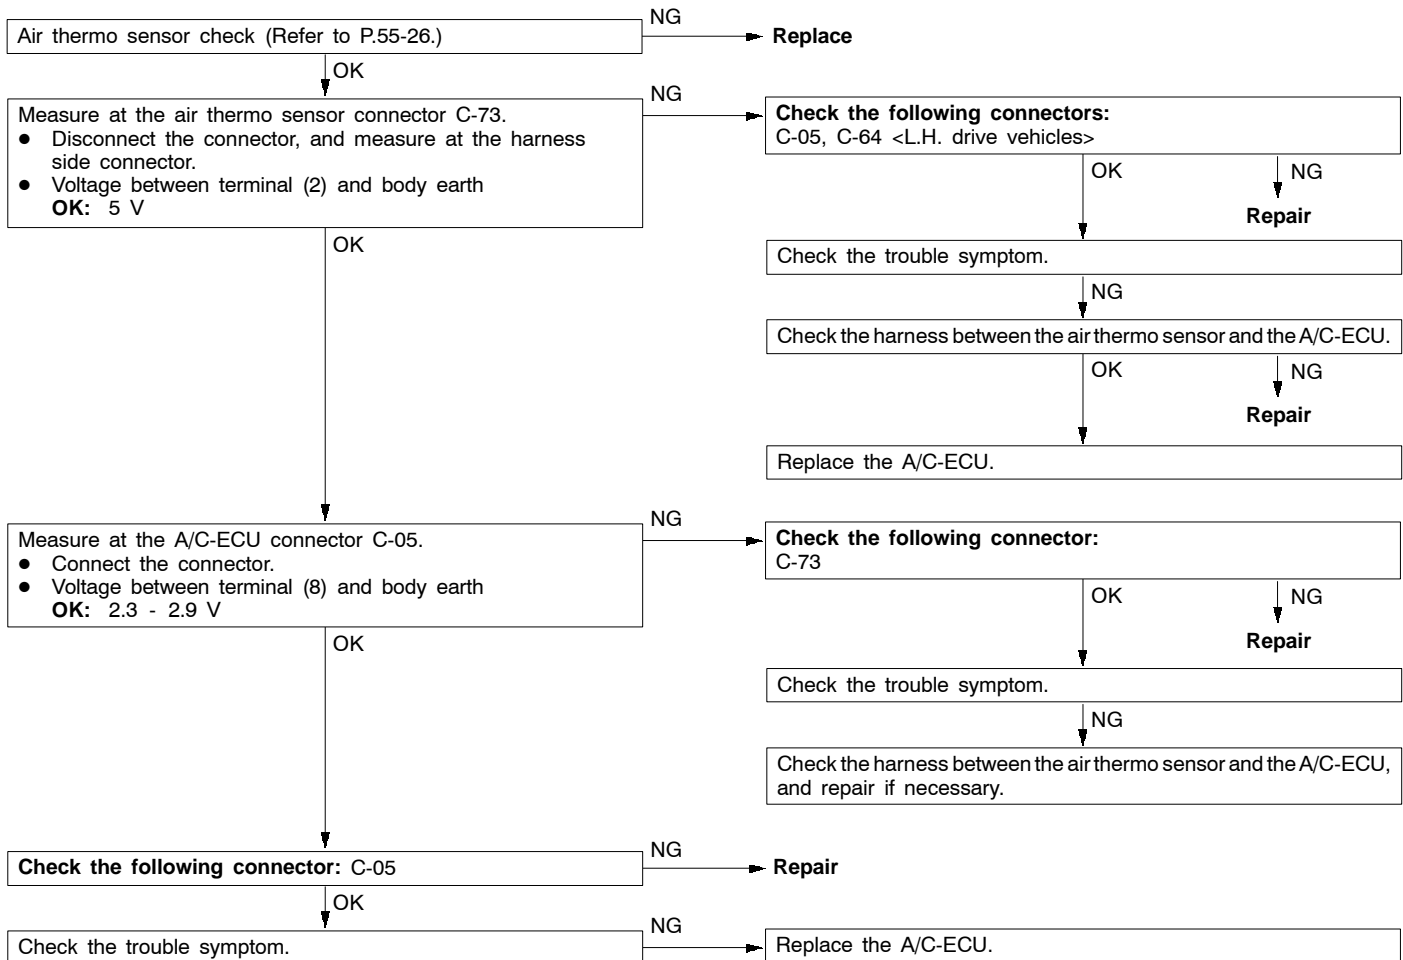 Air thermo sensor check (Refer to P.55-26.)
NG
Replace
OK
Measure at the air thermo sensor connector C-73.
● Disconnect the connector, and measure at the harness
side connector.
● Voltage between terminal (2) and body earth
OK: 5 V
NG
Check the following connectors:
C-05, C-64 <L.H. drive vehicles>
OK
NG
Repair
Check the trouble symptom.
NG
Check the harness between the air thermo sensor and the A/C-ECU.
OK
NG
Repair
Replace the A/C-ECU.
OK
Measure at the A/C-ECU connector C-05.
● Connect the connector.
● Voltage between terminal (8) and body earth
OK: 2.3 - 2.9 V
NG
Check the following connector:
C-73
OK
NG
Repair
Check the trouble symptom.
NG
Check the harness between the air thermo sensor and the A/C-ECU,
and repair if necessary.
OK
Check the following connector: C-05
NG
Repair
OK
Check the trouble symptom.
NG
Replace the A/C-ECU.